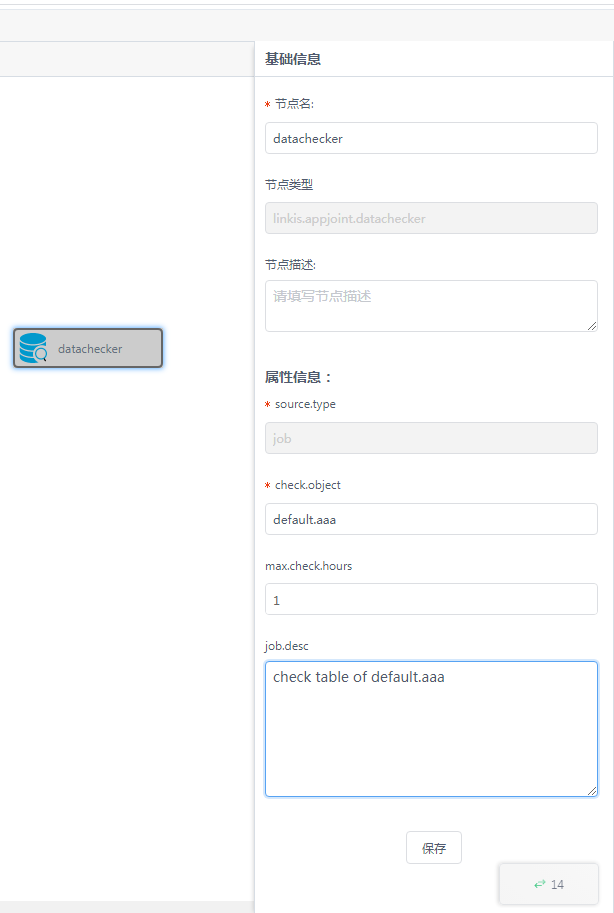 基础信息
* 节点名:
datachecker
节点类型
linkis.appjoint.datachecker
节点描述:
请填写节点描述
datachecker
属性信息：
* source.type
job
* check.object
default.aaa
max.check.hours
1
job.desc
check table of default.aaa
保存
14